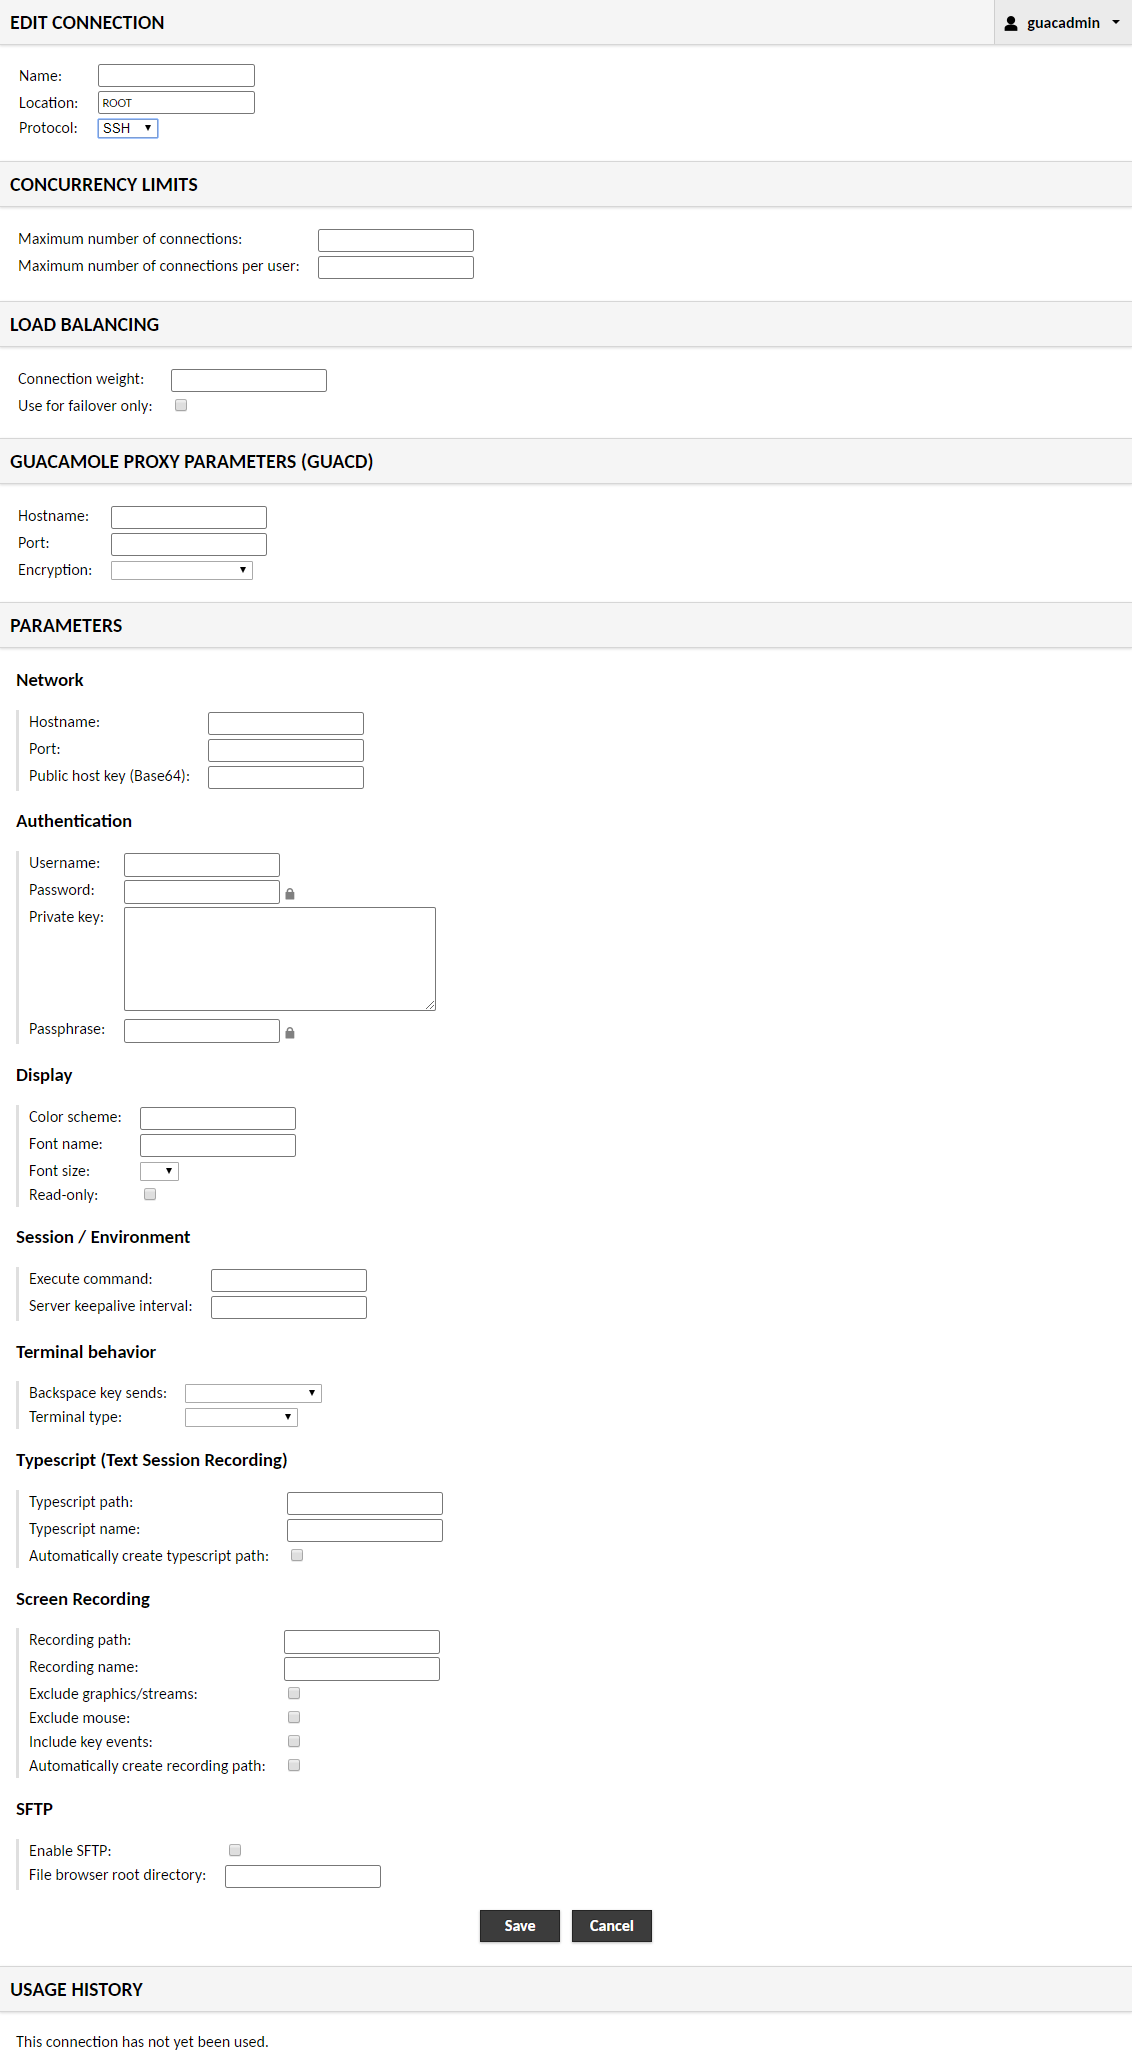 EDIT CONNECTION
guacadmin
Name:
Location: ROOT
Protocol: SSH
CONCURRENCY LIMITS
Maximum number of connections:
Maximum number of connections per user:
LOAD BALANCING
Connection weight:
Use for failover only:
GUACAMOLE PROXY PARAMETERS (GUACD)
Hostname:
Port:
Encryption:
PARAMETERS
Network
Hostname:
Port:
Public host key (Base64):
Authentication
Username:
Password:
Private key:
Passphrase:
Display
Color scheme:
Font name:
Font size:
Read-only:
Session / Environment
Execute command:
Server keepalive interval:
Terminal behavior
Backspace key sends:
Terminal type:
Typescript (Text Session Recording)
Typescript path:
Typescript name:
Automatically create typescript path:
Screen Recording
Recording path:
Recording name:
Exclude graphics/streams:
Exclude mouse:
Include key events:
Automatically create recording path:
SFTP
Enable SFTP:
File browser root directory:
Save Cancel
USAGE HISTORY
This connection has not yet been used.